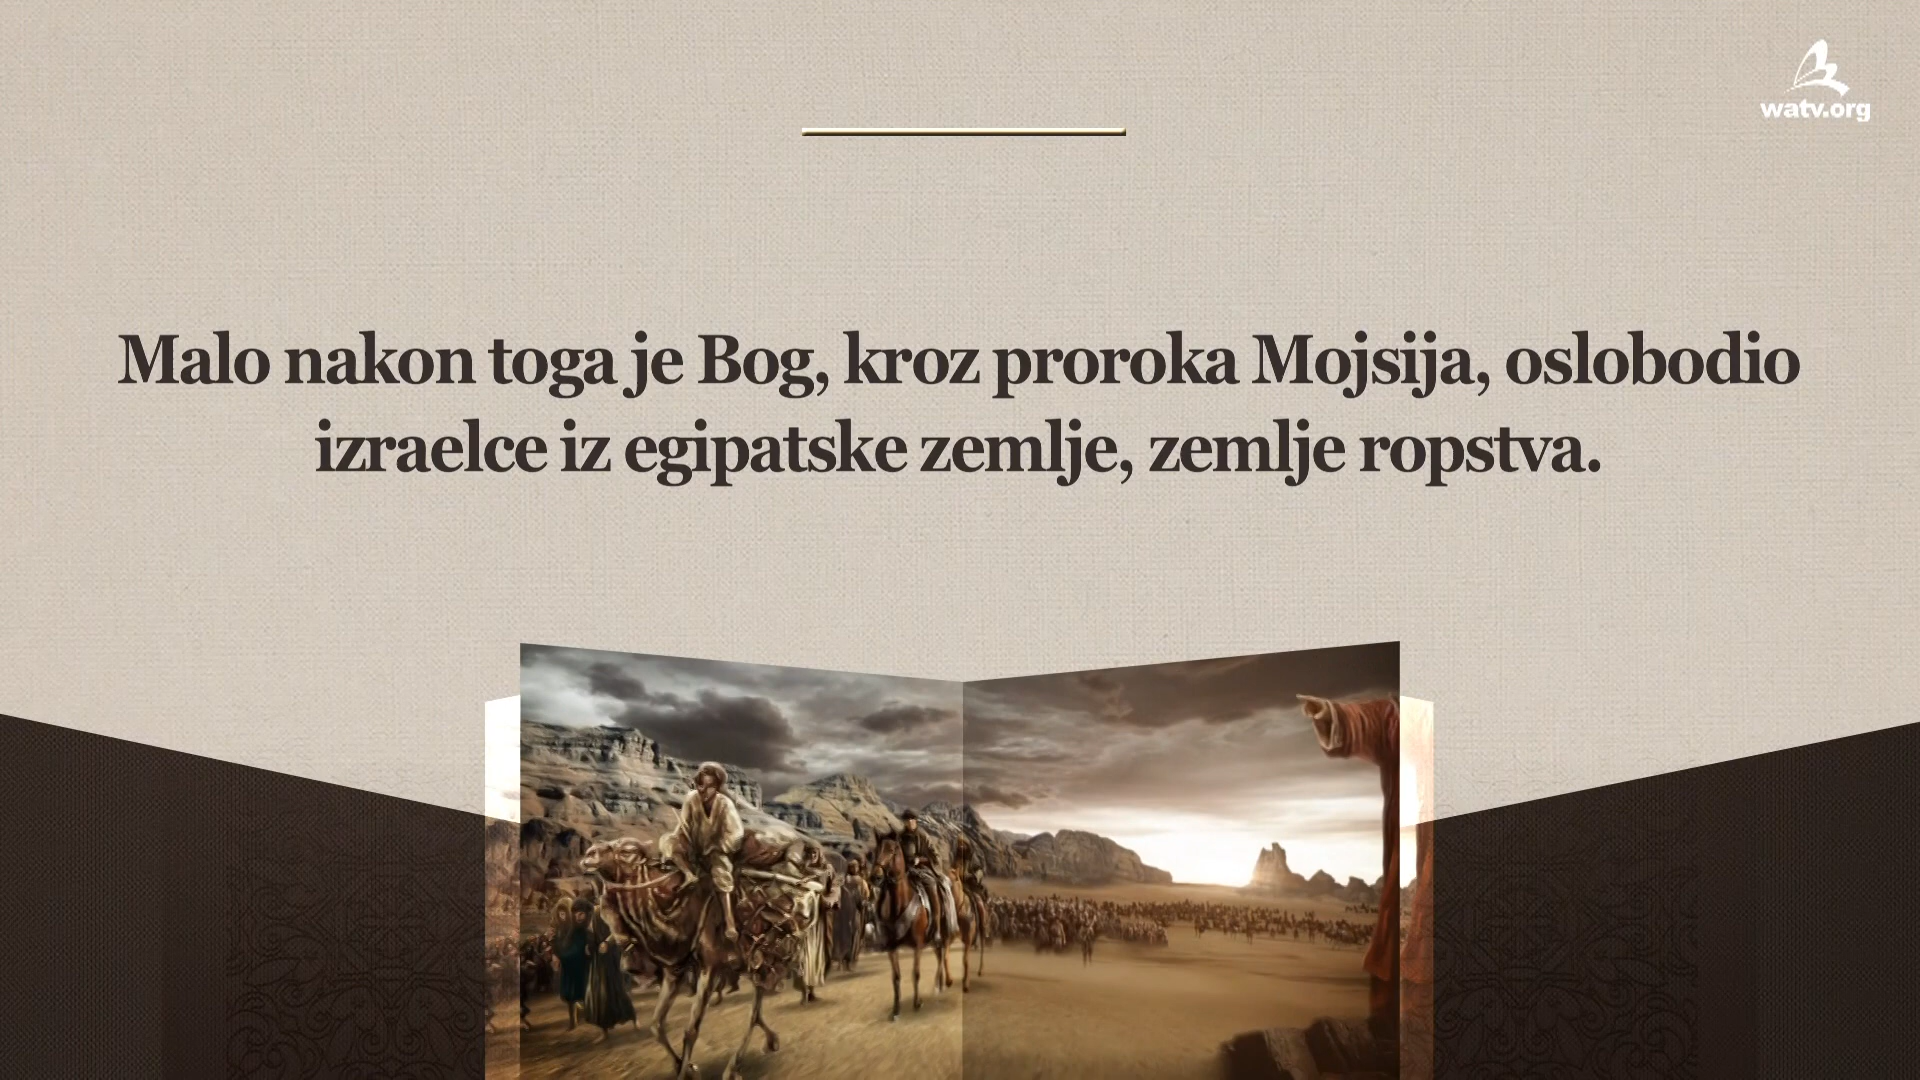 watv.org
Malo nakon toga je Bog, kroz proroka Mojsija, oslobodio
izraelce iz egipatske zemlje, zemlje ropstva.